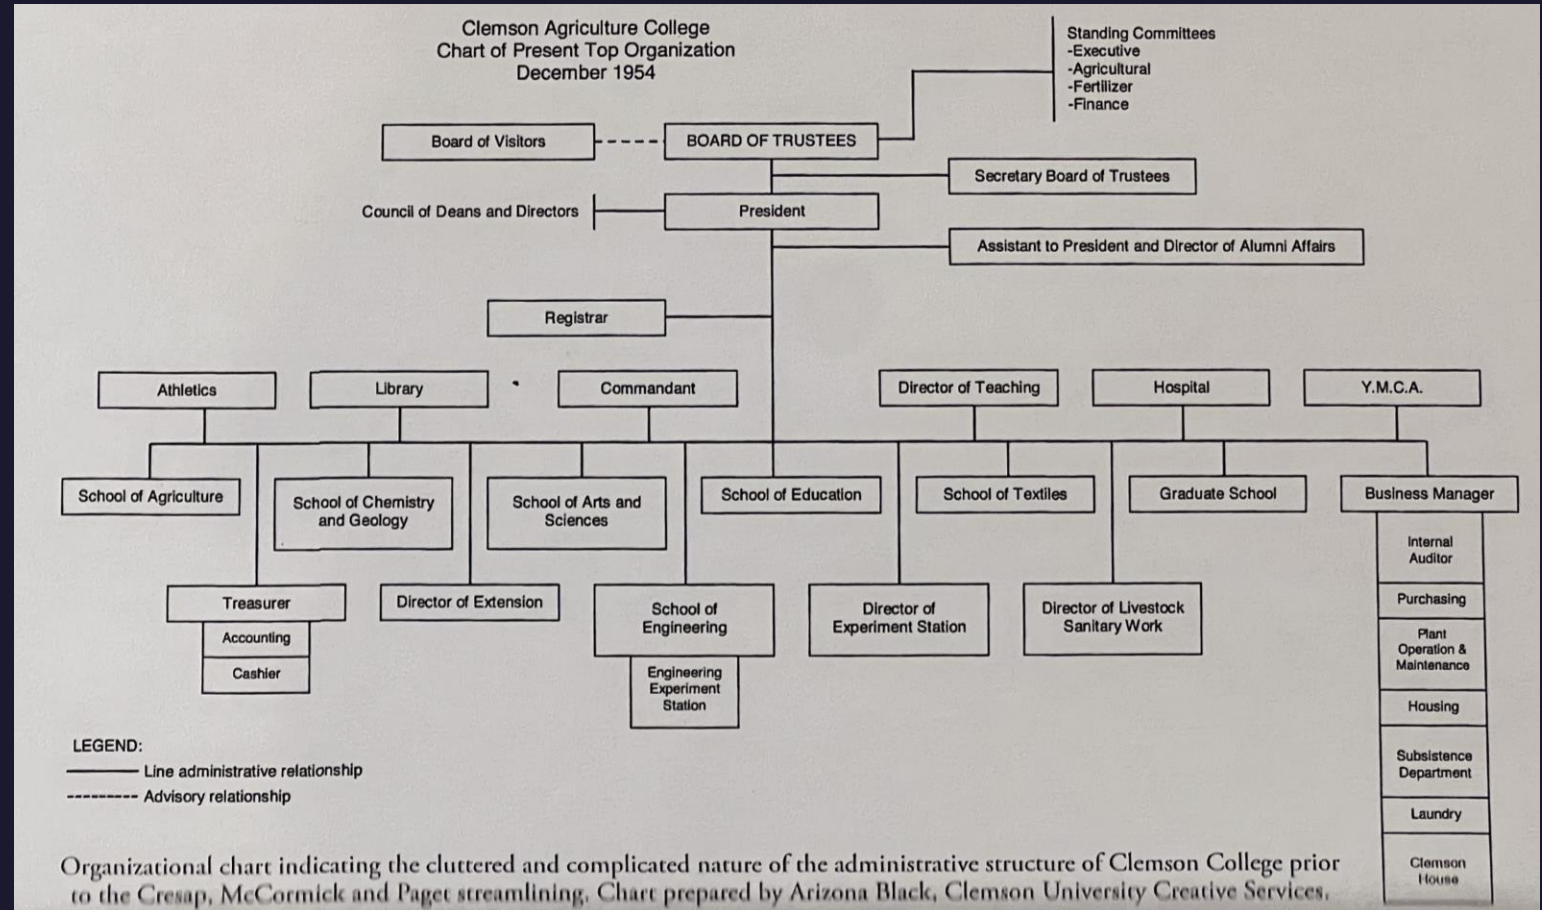 Clemson Agriculture College
Chart of Present Top Organization
December 1954
Standing Committees
-Executive
-Agricultural
-Fertilizer
-Finance
Board of Visitors
BOARD OF TRUSTEES
Secretary Board of Trustees
Council of Deans and Directors
President
Assistant to President and Director of Alumni Affairs
Registrar
Athletics
Library
Commandant
Director of Teaching
Hospital
Y.M.C.A.
School of Agriculture
School of Chemistry
and Geology
School of Arts and
Sciences
School of Education
School of Textiles
Graduate School
Business Manager
Internal
Auditor
Purchasing
Plant
Operation &
Maintenance
Housing
Subsistence
Department
Laundry
Clemson
House
Treasurer
Accounting
Cashier
Director of Extension
School of
Engineering
Engineering
Experiment
Station
Director of
Experiment Station
Director of Livestock
Sanitary Work
LEGEND:
Line administrative relationship
Advisory relationship
Organizational chart indicating the cluttered and complicated nature of the administrative structure of Clemson College prior
to the Cresap, McCormick and Paget streamlining. Chart prepared by Arizona Black, Clemson University Creative Services.